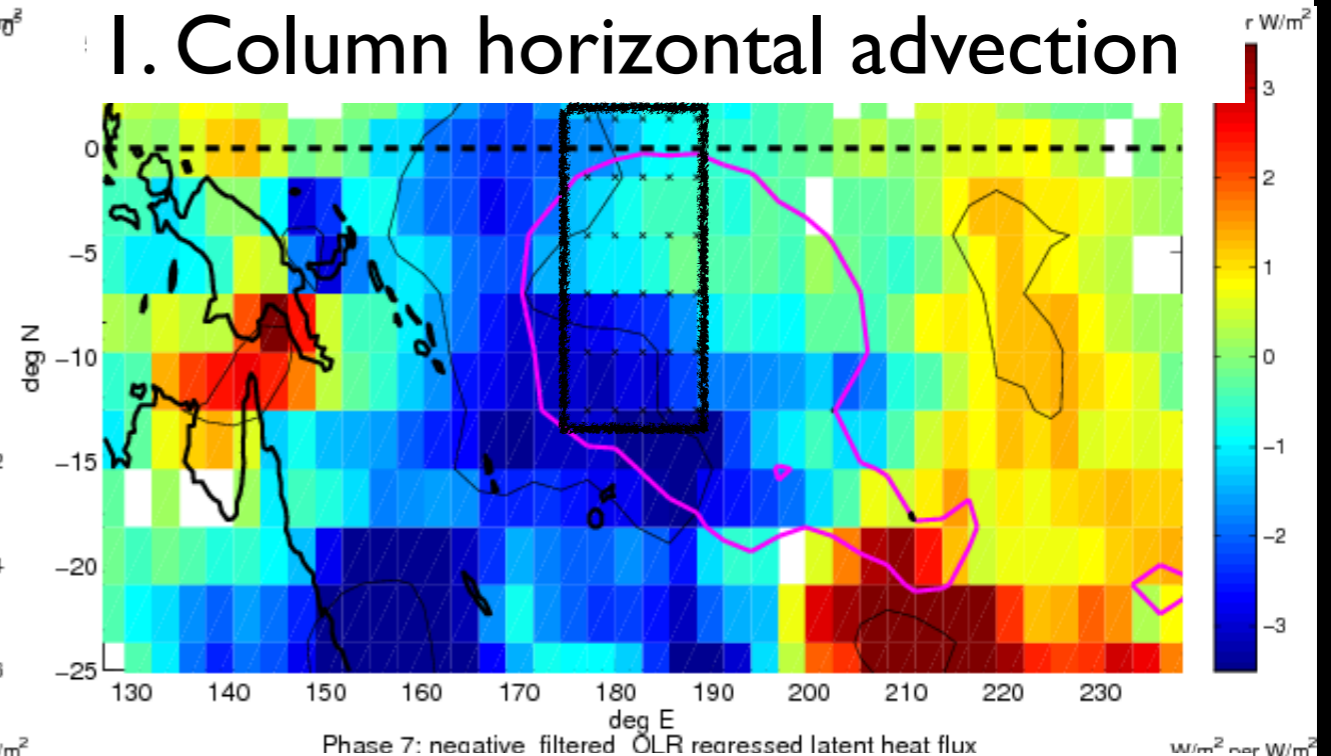 1. Column horizontal advection
r W/m²
3
2
1
0
−1
−2
−3
0
−5
−10
−15
−20
−25
deg N
130 140 150 160 170 180 190 200 210 220 230
deg E
Phase 7: negative filtered OLR regressed latent heat flux
W/m² per W/m²
/m²